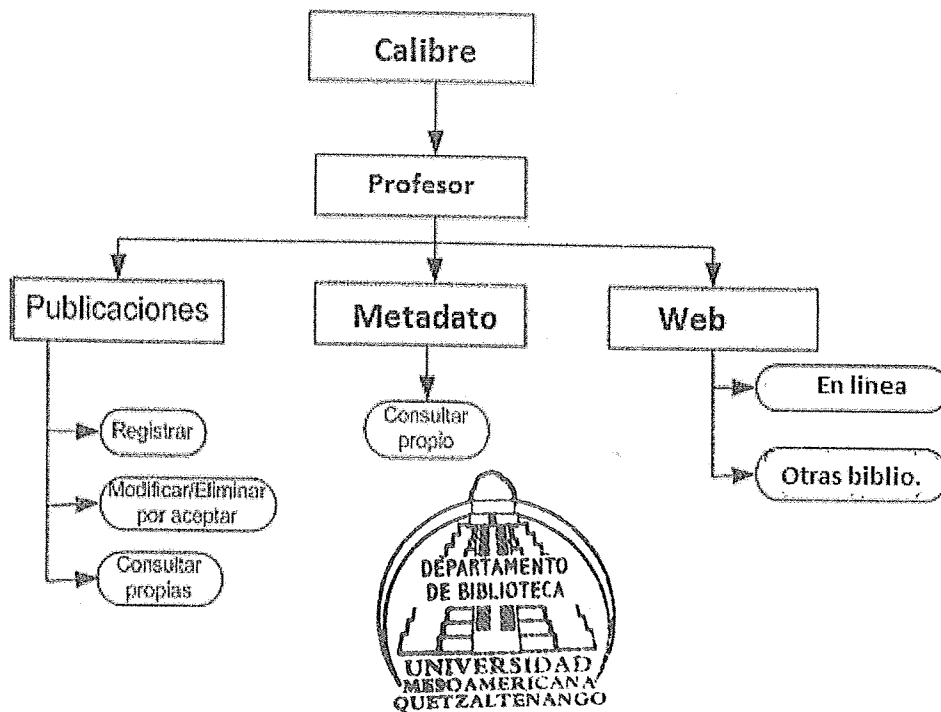 Calibre
Profesor
Publicaciones
Metadato
Web
Registrar
Modificar/Eliminar
por aceptar
Consultar
propias
Consultar
propio
En linea
Otras biblio.
DEPARTAMENTO
DE BIBLIOTECA
UNIVERSIDAD
MESOAMERICANA
QUETZALTENANGO